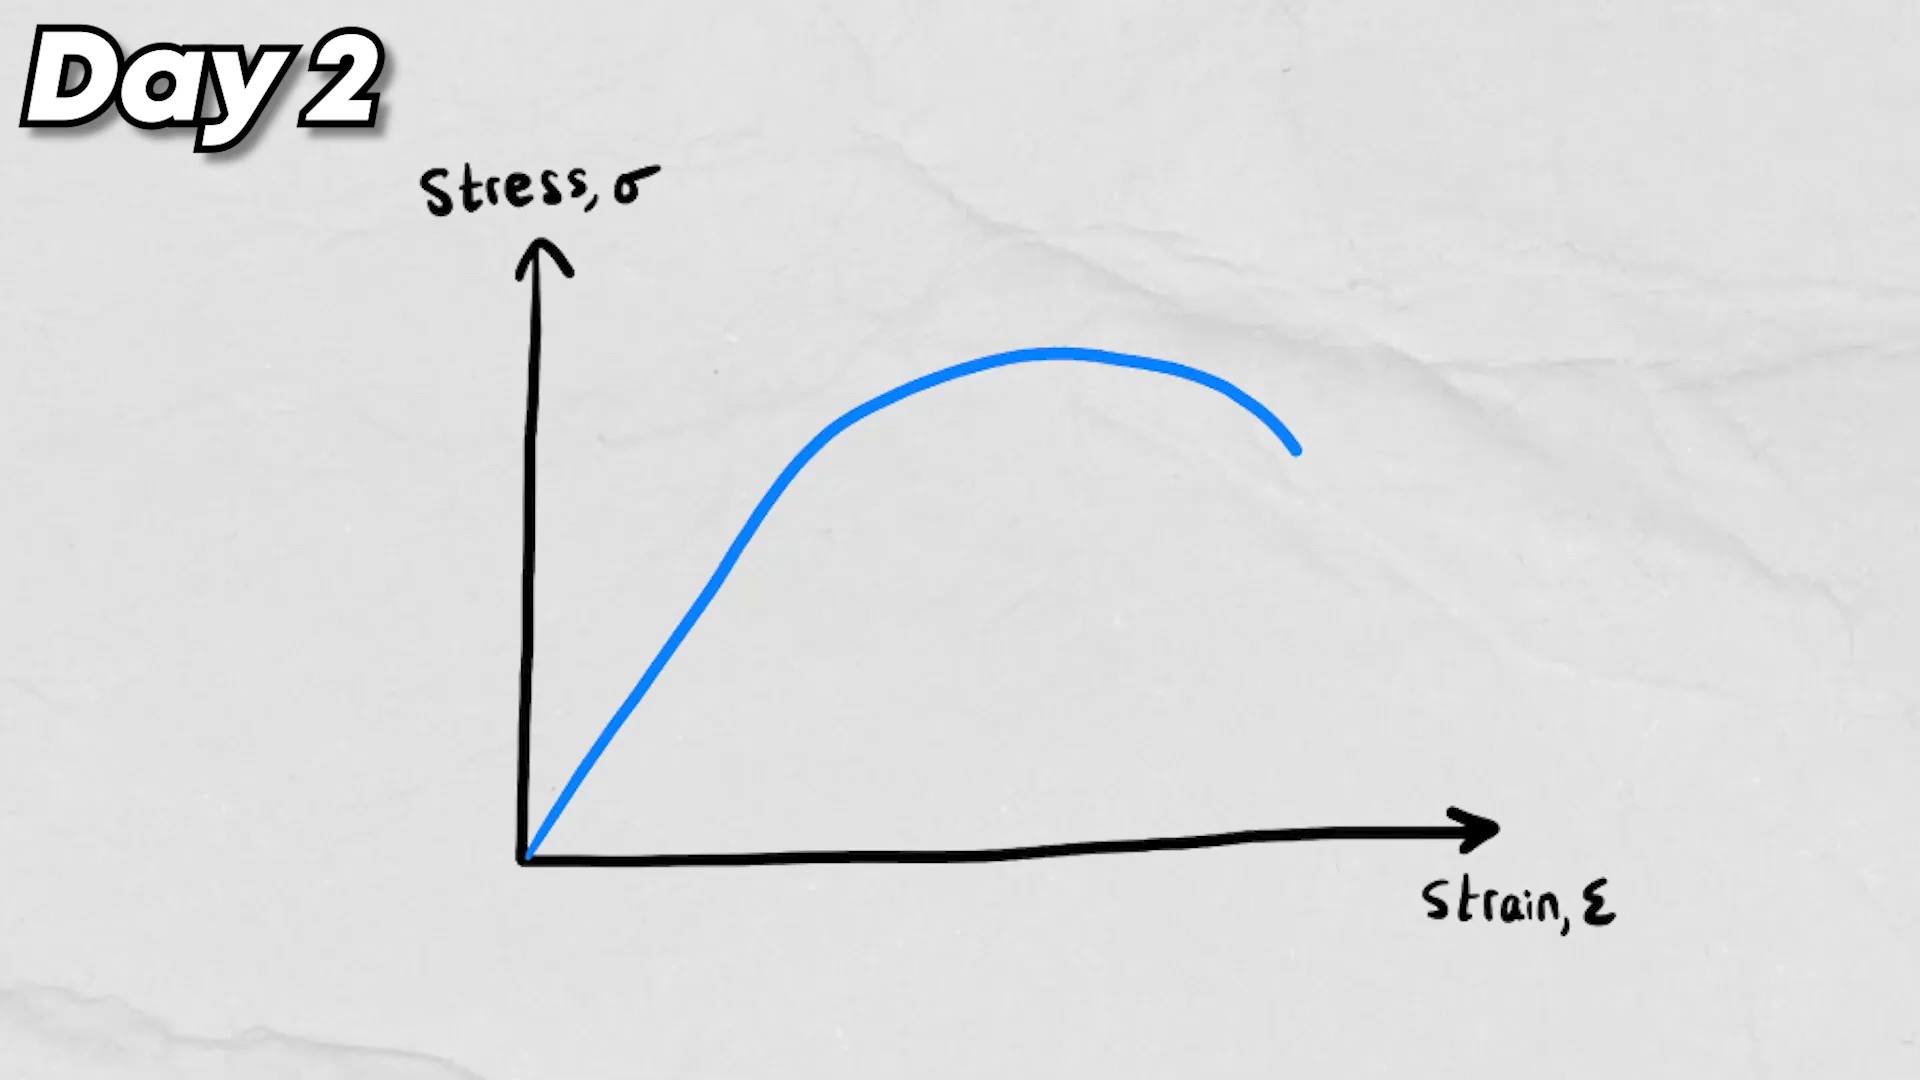 Day 2
Stress, σ
Strain, ε